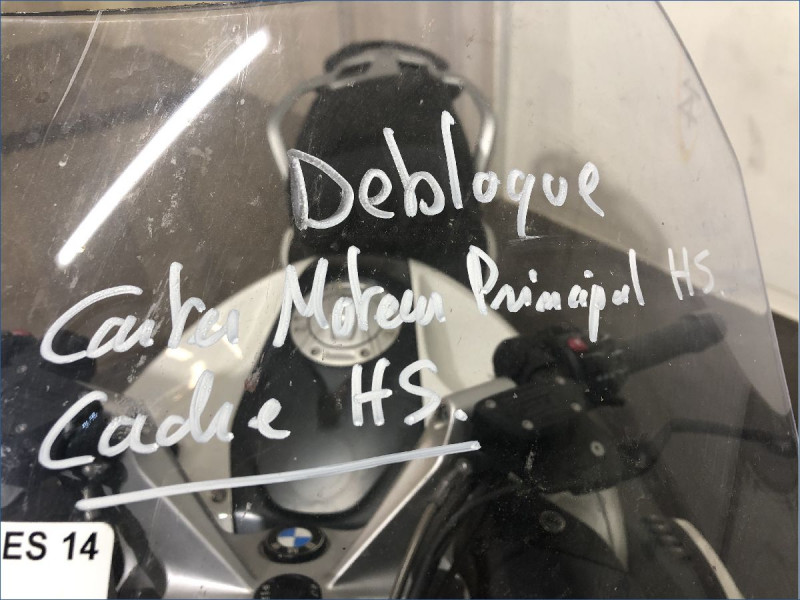 Debloque
Carter Moteur Principal HS.
Cadre HS.
ES 14